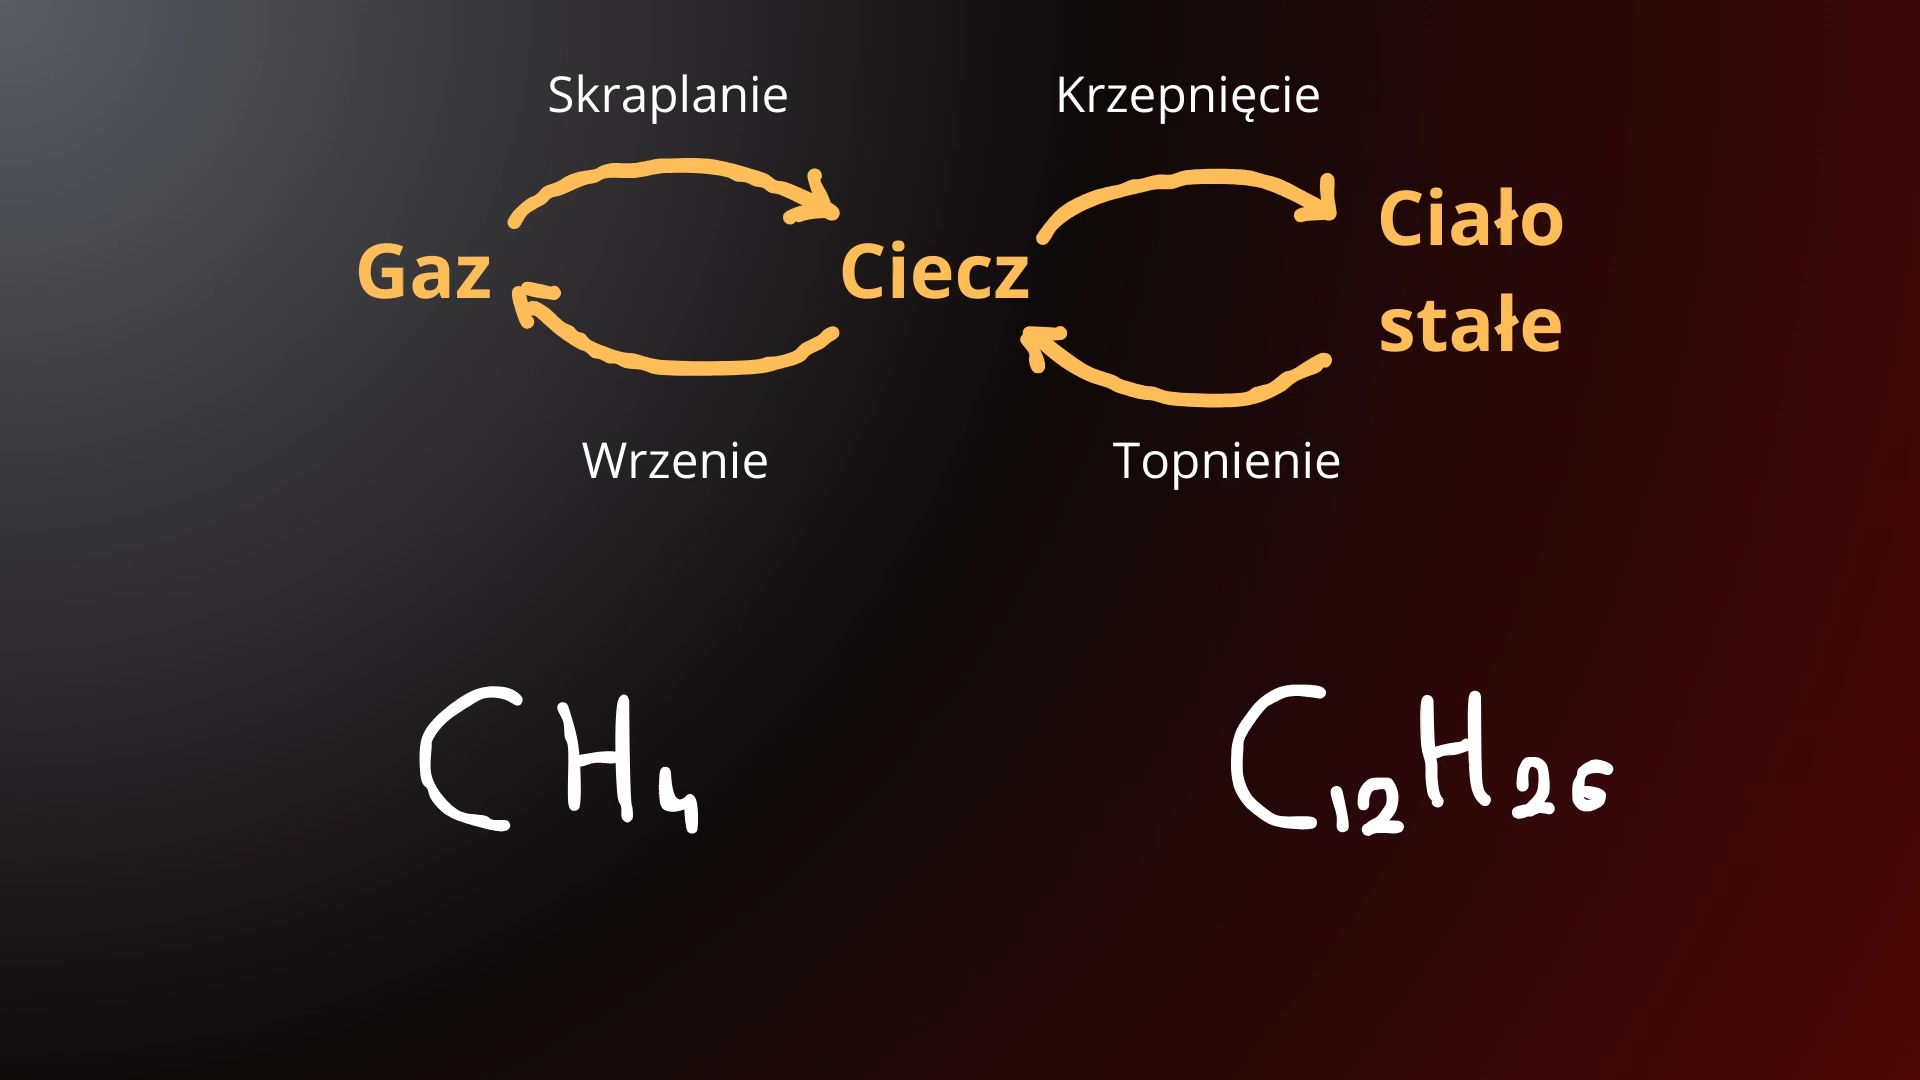 Skraplanie Krzepnięcie
Gaz Ciecz Ciało
stałe
Wrzenie Topnienie
CH₄ C₁₂H₂₆